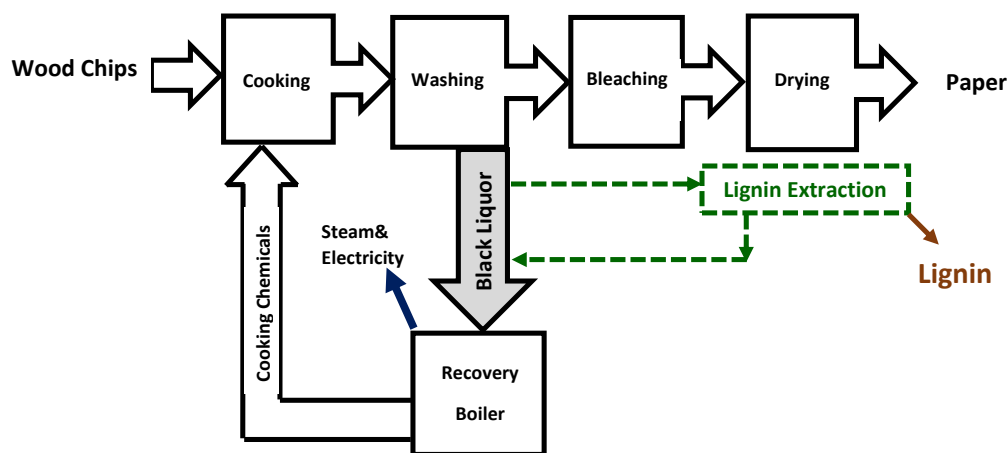 Wood Chips
Cooking
Washing
Bleaching
Drying
Paper
Lignin Extraction
Steam&
Electricity
Black Liquor
Cooking Chemicals
Lignin
Recovery
Boiler